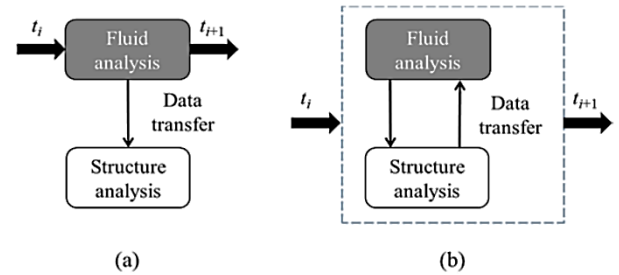 tᵢ
Fluid
analysis
tᵢ₊₁
Data
transfer
Structure
analysis
(a)
tᵢ
Fluid
analysis
Data
transfer
Structure
analysis
tᵢ₊₁
(b)